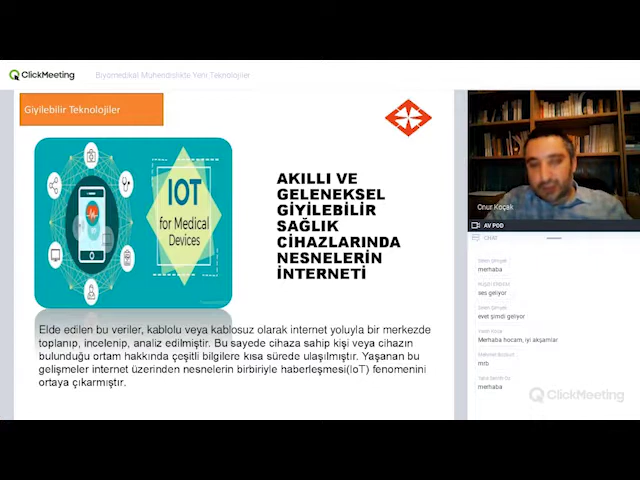 ClickMeeting
Biyomedikal Mühendislikte Yeni Teknolojiler
Giyilebilir Teknolojiler
IOT
for Medical
Devices
AKILLI VE
GELENEKSEL
GİYİLEBİLİR
SAĞLIK
CİHAZLARINDA
NESNELERİN
İNTERNETİ
Elde edilen bu veriler, kablolu veya kablosuz olarak internet yoluyla bir merkezde
toplanıp, incelenip, analiz edilmiştir. Bu sayede cihaza sahip kişi veya cihazın
bulunduğu ortam hakkında çeşitli bilgilere kısa sürede ulaşılmıştır. Yaşanan bu
gelişmeler internet üzerinden nesnelerin birbiriyle haberleşmesi(IoT) fenomenini
ortaya çıkarmıştır.
Onur Koçak
AV POD
CHAT
merhaba
ses geliyor
evet şimdi geliyor
Merhaba hocam, iyi akşamlar
mrb
merhaba
ClickMeeting